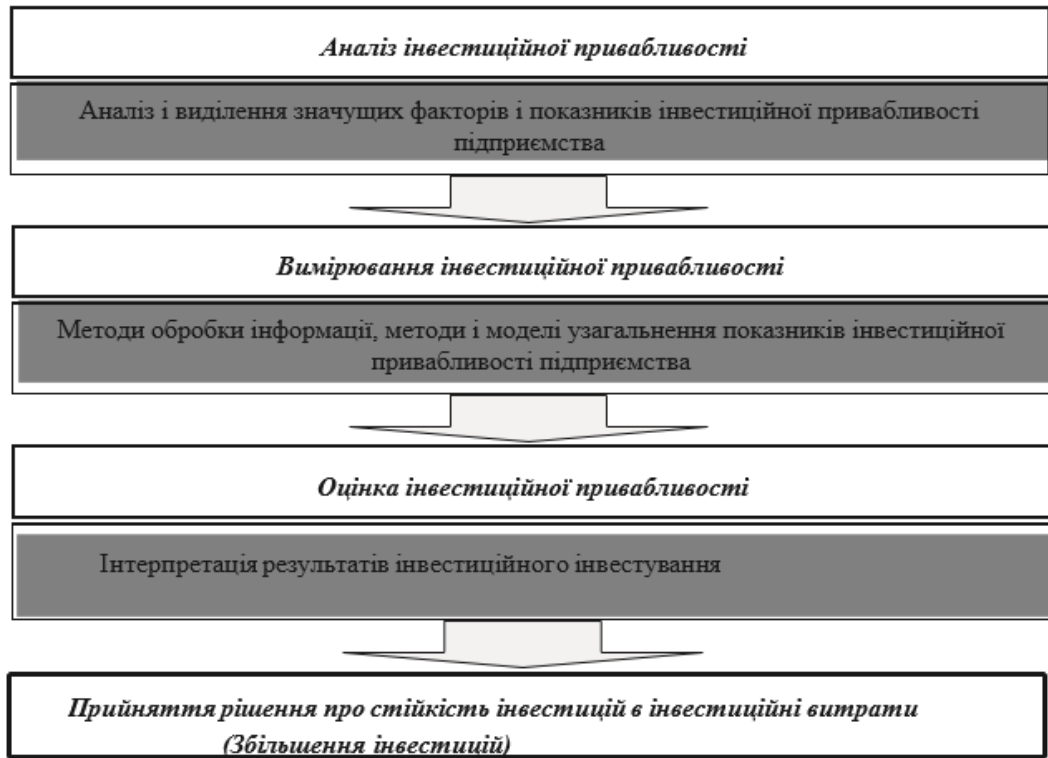 Аналіз інвестиційної привабливості
Аналіз і виділення значущих факторів і показників інвестиційної привабливості
підприємства
Вимірювання інвестиційної привабливості
Методи обробки інформації, методи і моделі узагальнення показників інвестиційної
привабливості підприємства
Оцінка інвестиційної привабливості
Інтерпретація результатів інвестиційного інвестування
Прийняття рішення про стійкість інвестицій в інвестиційні витрати
(Збільшення інвестицій)